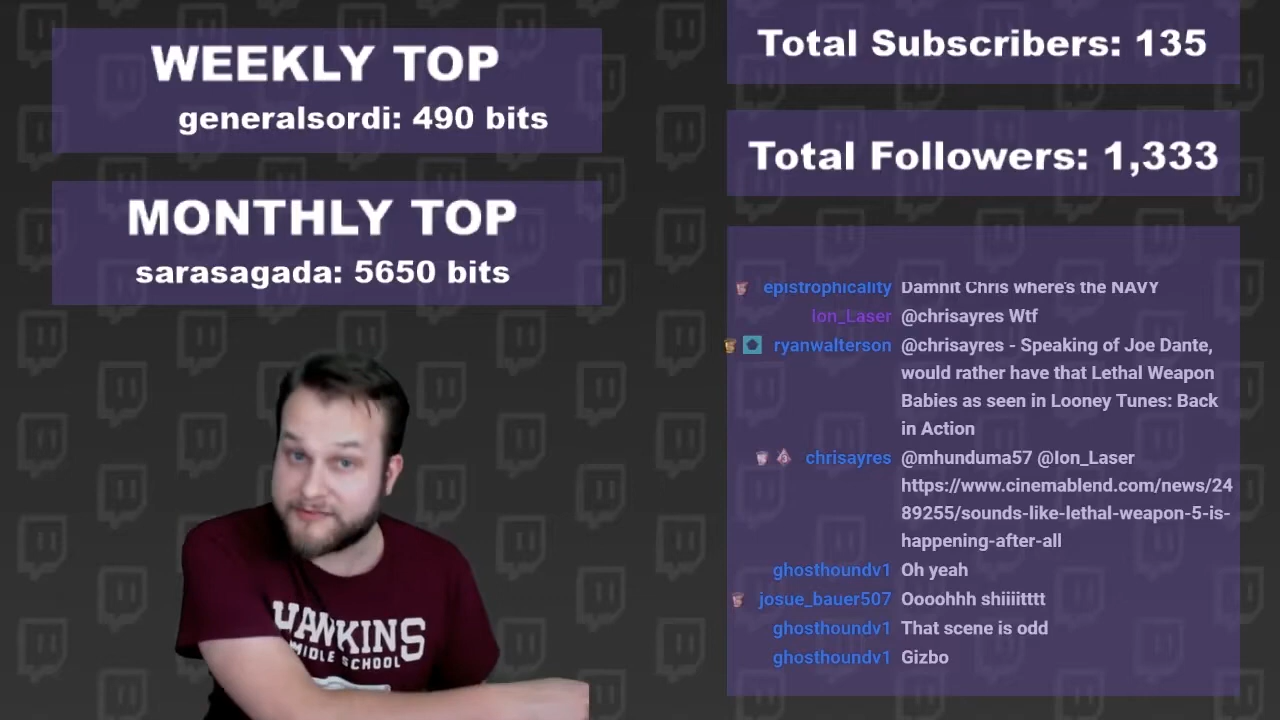 WEEKLY TOP
generalsordi: 490 bits
MONTHLY TOP
sarasagada: 5650 bits
Total Subscribers: 135
Total Followers: 1,333
epistrophicality Damnit Chris where's the NAVY
Ion_Laser @chrisayres Wtf
ryanwalterson @chrisayres - Speaking of Joe Dante,
would rather have that Lethal Weapon
Babies as seen in Looney Tunes: Back
in Action
chrisayres @mhunduma57 @Ion_Laser
https://www.cinemablend.com/news/24
89255/sounds-like-lethal-weapon-5-is-
happening-after-all
ghosthoundv1 Oh yeah
josue_bauer507 Oooohhh shiiiitttt
ghosthoundv1 That scene is odd
ghosthoundv1 Gizbo
HAWKINS
MIDDLE SCHOOL